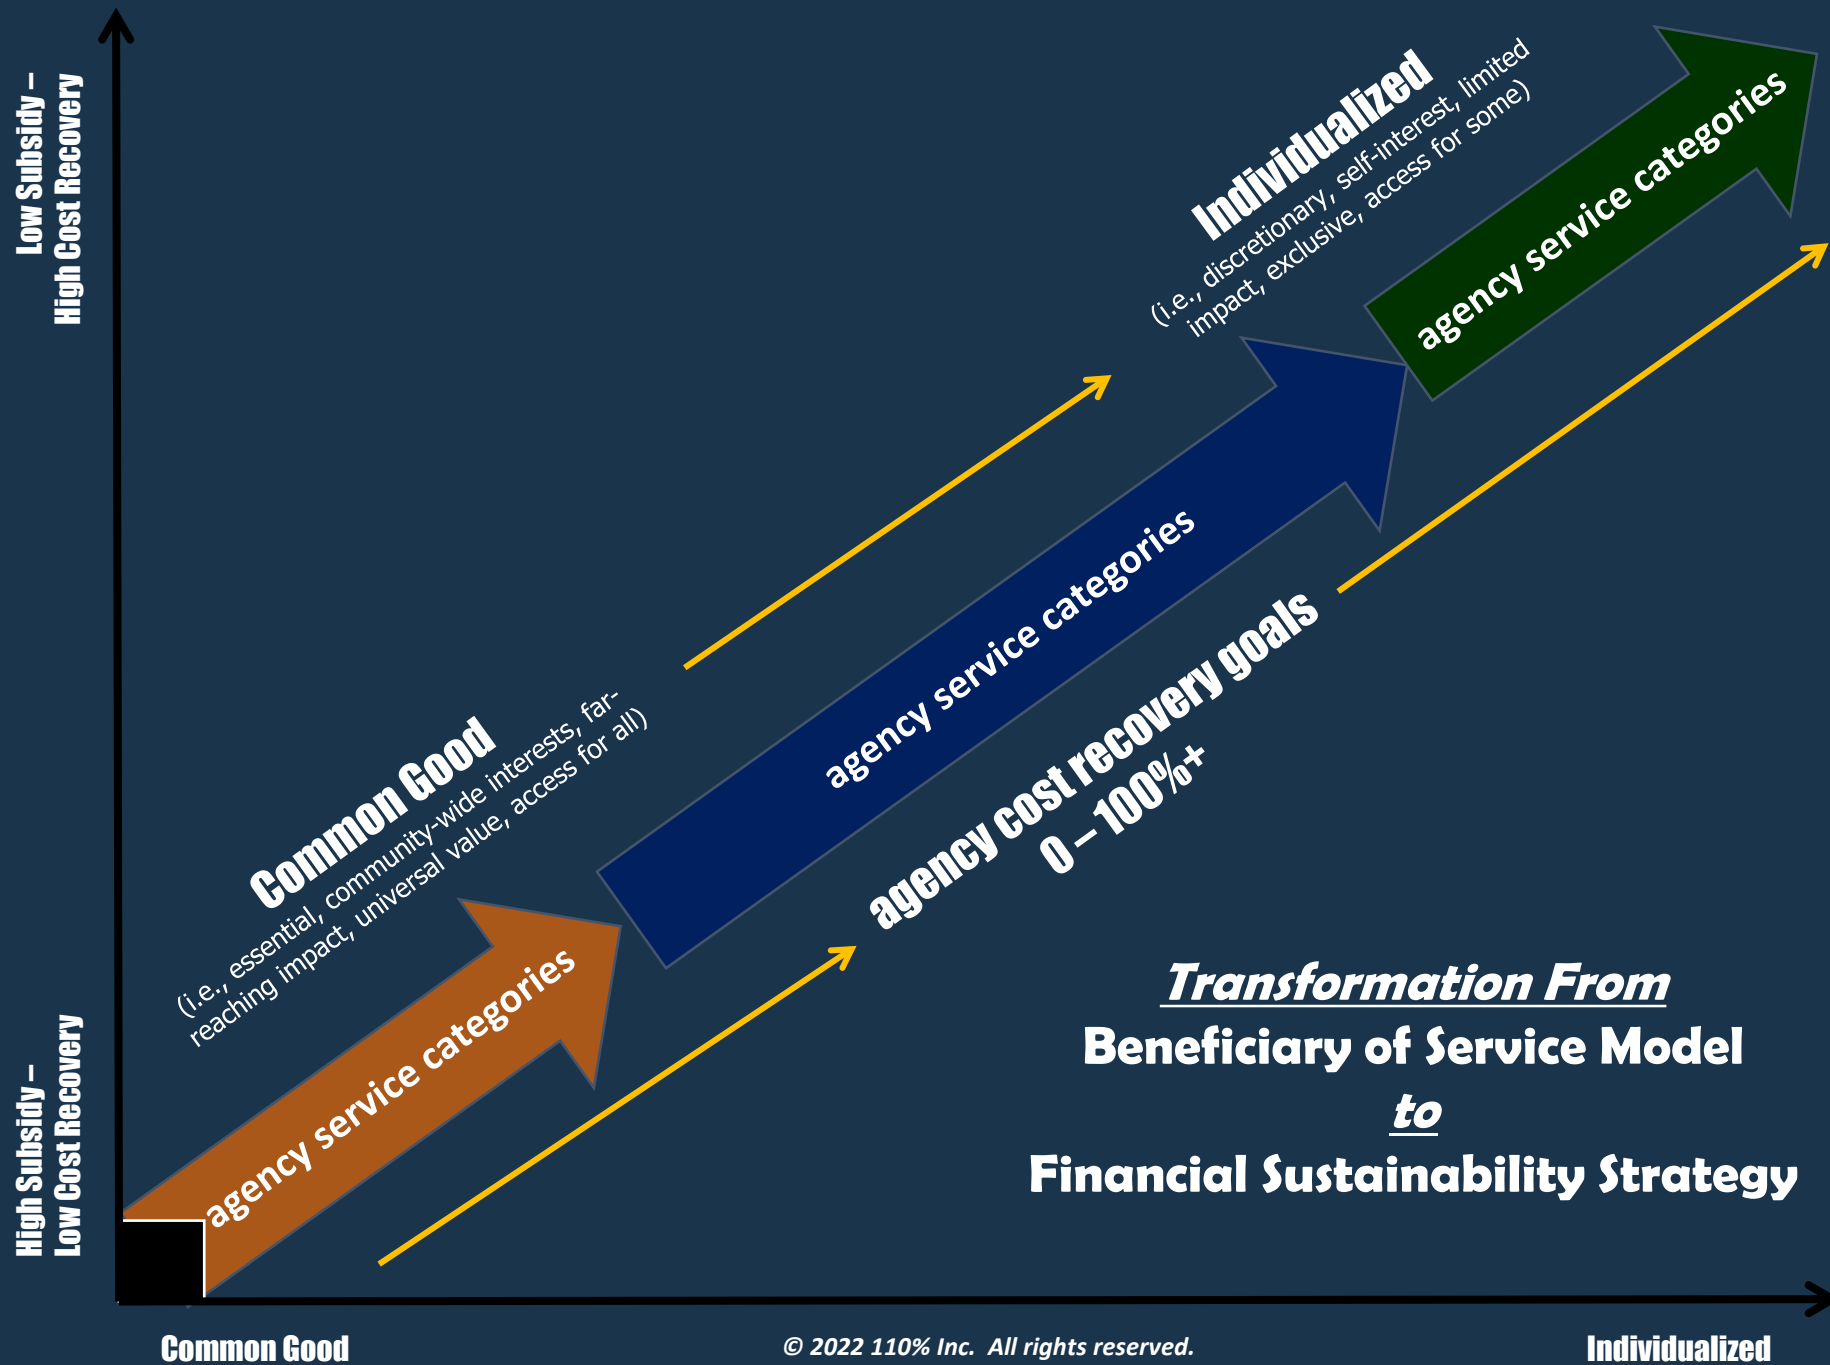 Low Subsidy –
High Cost Recovery
Individualized
(i.e., discretionary, self-interest, limited
impact, exclusive, access for some)
agency service categories
agency service categories
agency cost recovery goals
0 – 100%+
Common Good
(i.e., essential, community-wide interests, far-
reaching impact, universal value, access for all)
agency service categories
Transformation From
Beneficiary of Service Model
to
Financial Sustainability Strategy
High Subsidy –
Low Cost Recovery
Common Good
© 2022 110% Inc. All rights reserved.
Individualized